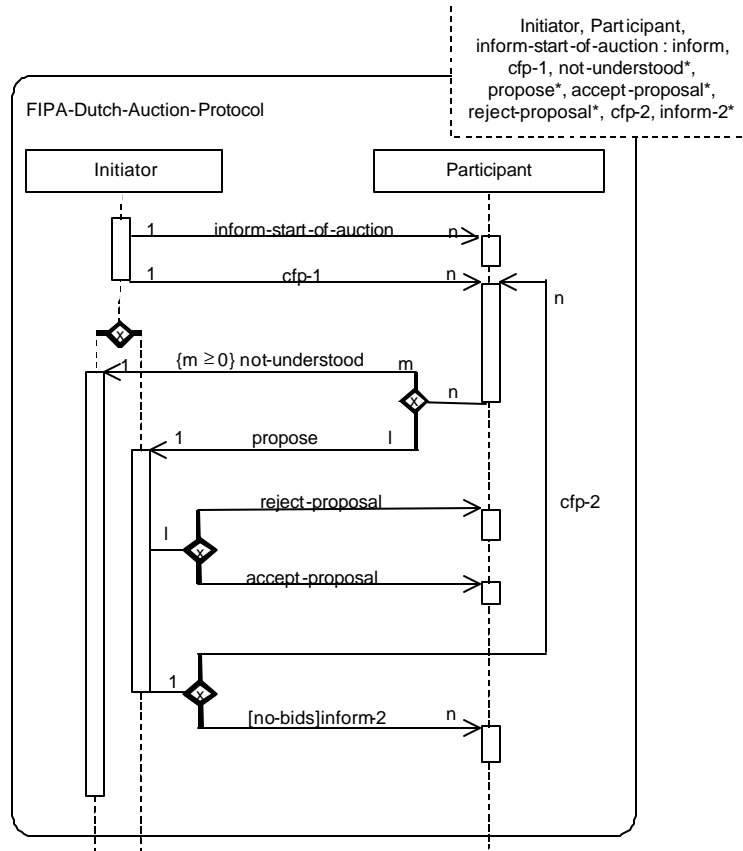 Initiator, Participant,
inform-start-of-auction : inform,
cfp-1, not-understood*,
propose*, accept-proposal*,
reject-proposal*, cfp-2, inform-2*
FIPA-Dutch-Auction-Protocol
Initiator
Participant
1 inform-start-of-auction n
1 cfp-1 n
n
x
1 {m ≥ 0} not-understood m
x n
1 propose l
reject-proposal
cfp-2
l x
accept-proposal
1 x
[no-bids]inform-2 n